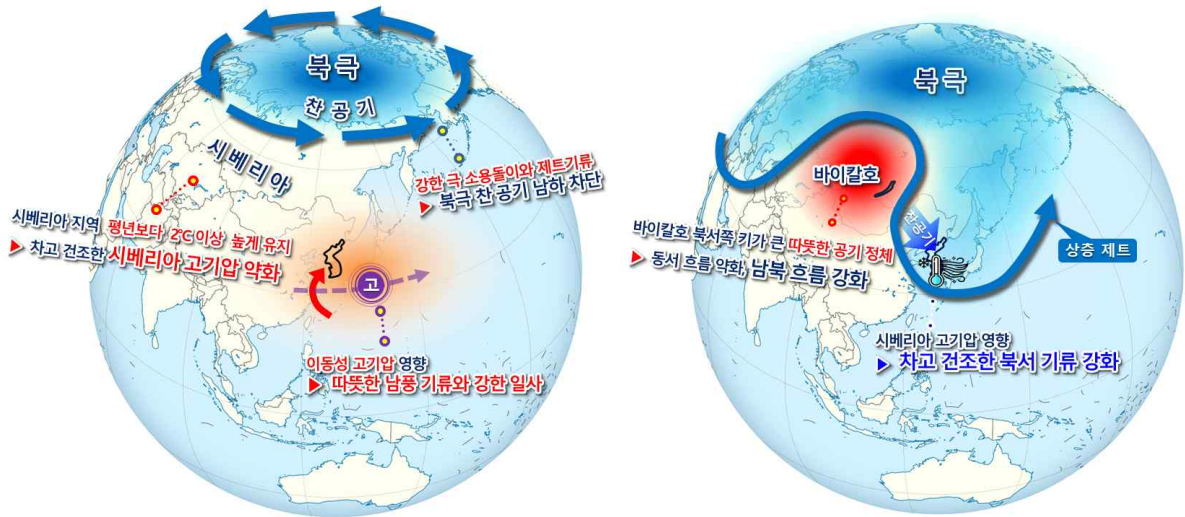 북극
찬공기
시베리아
강한 극 소용돌이와 제트기류
▶ 북극 찬 공기 남하 차단
시베리아 지역 평년보다 2℃ 이상 높게 유지
▶ 차고 건조한 시베리아 고기압 약화
고
이동성 고기압 영향
▶ 따뜻한 남풍 기류와 강한 일사
북극
바이칼호
찬공기
바이칼호 북서쪽 키가 큰 따뜻한 공기 정체
▶ 동서 흐름 약화, 남북 흐름 강화
상층 제트
시베리아 고기압 영향
▶ 차고 건조한 북서 기류 강화